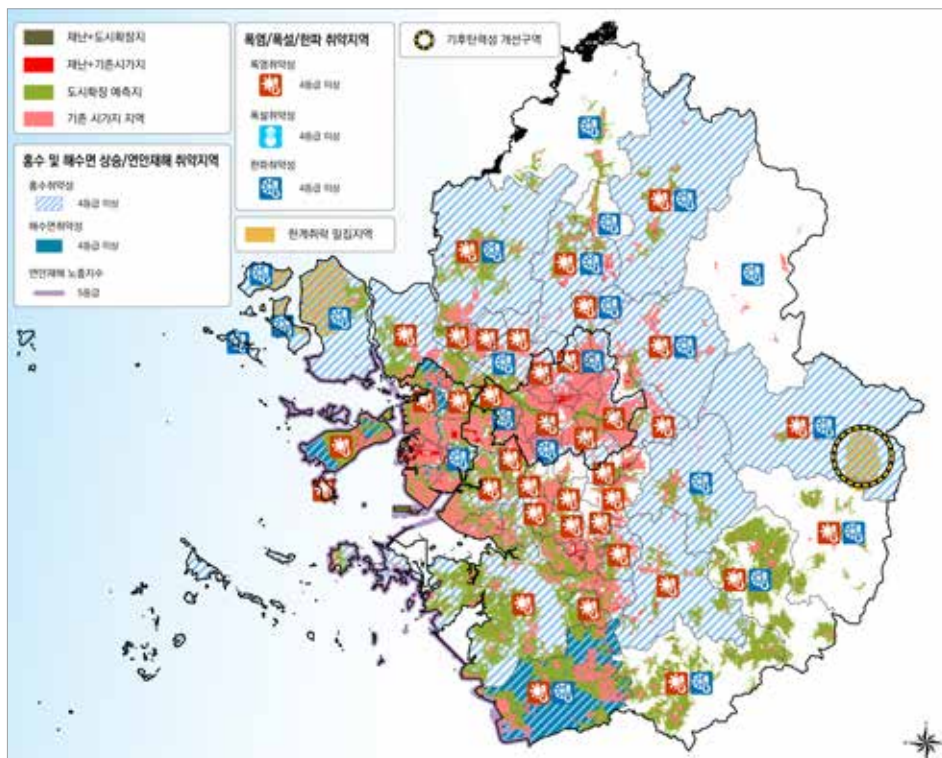 재난+도시확장지
재난+기존시가지
도시확장 예측지
기존 시가지 지역
홍수 및 해수면 상승/연안재해 취약지역
홍수취약성
4등급 이상
해수면취약성
4등급 이상
연안재해 노출지수
5등급
폭염/폭설/한파 취약지역
폭염취약성
4등급 이상
폭설취약성
4등급 이상
한파취약성
4등급 이상
한계취락 밀집지역
기후탄력성 개선구역